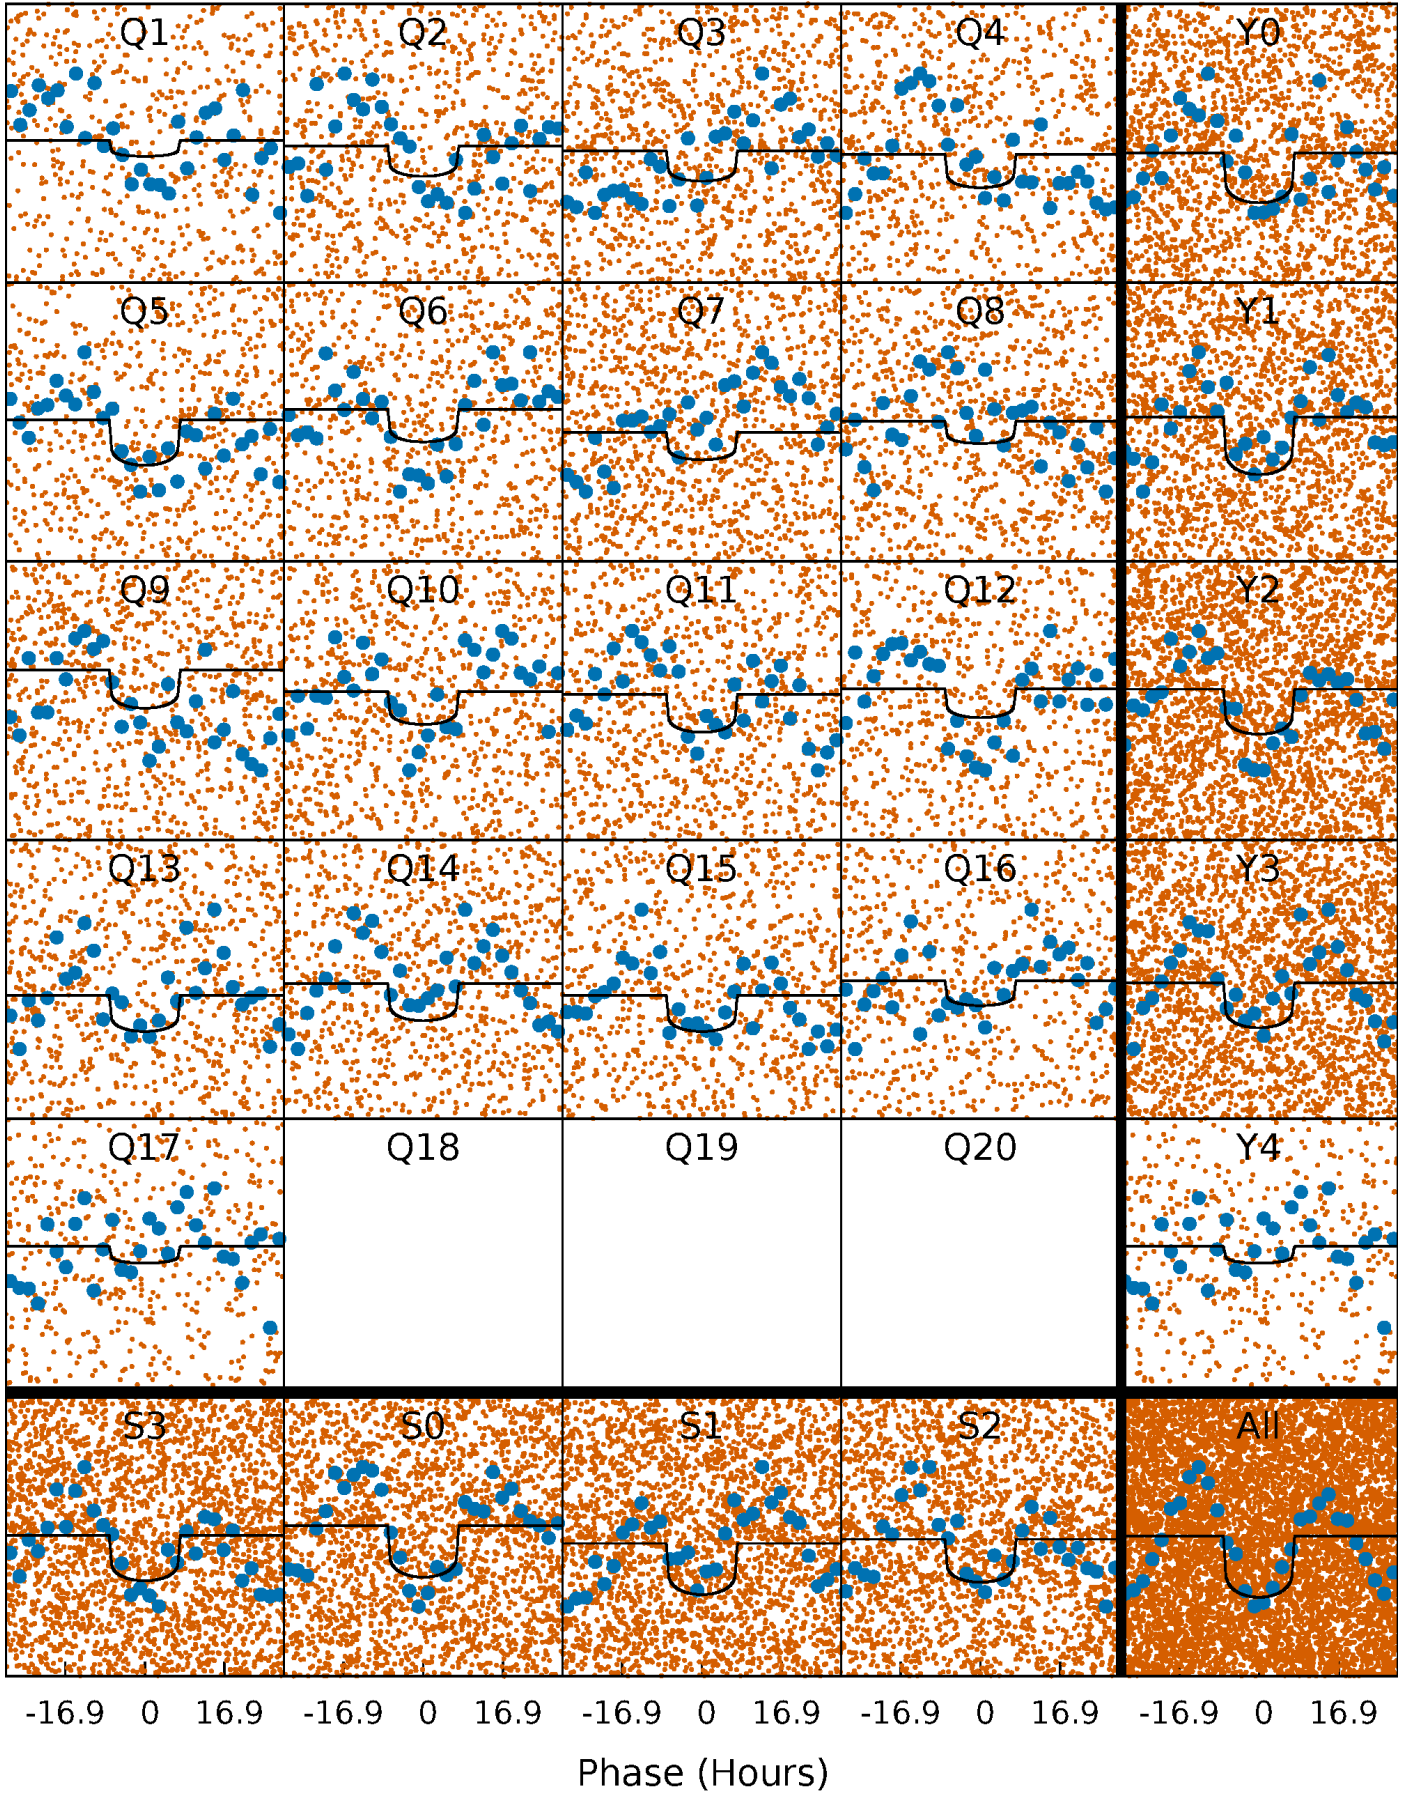 Q1 Q2 Q3 Q4 Y0
Q5 Q6 Q7 Q8 Y1
Q9 Q10 Q11 Q12 Y2
Q13 Q14 Q15 Q16 Y3
Q17 Q18 Q19 Q20 Y4
S3 S0 S1 S2 All
-16.9 0 16.9 -16.9 0 16.9 -16.9 0 16.9 -16.9 0 16.9 -16.9 0 16.9
Phase (Hours)